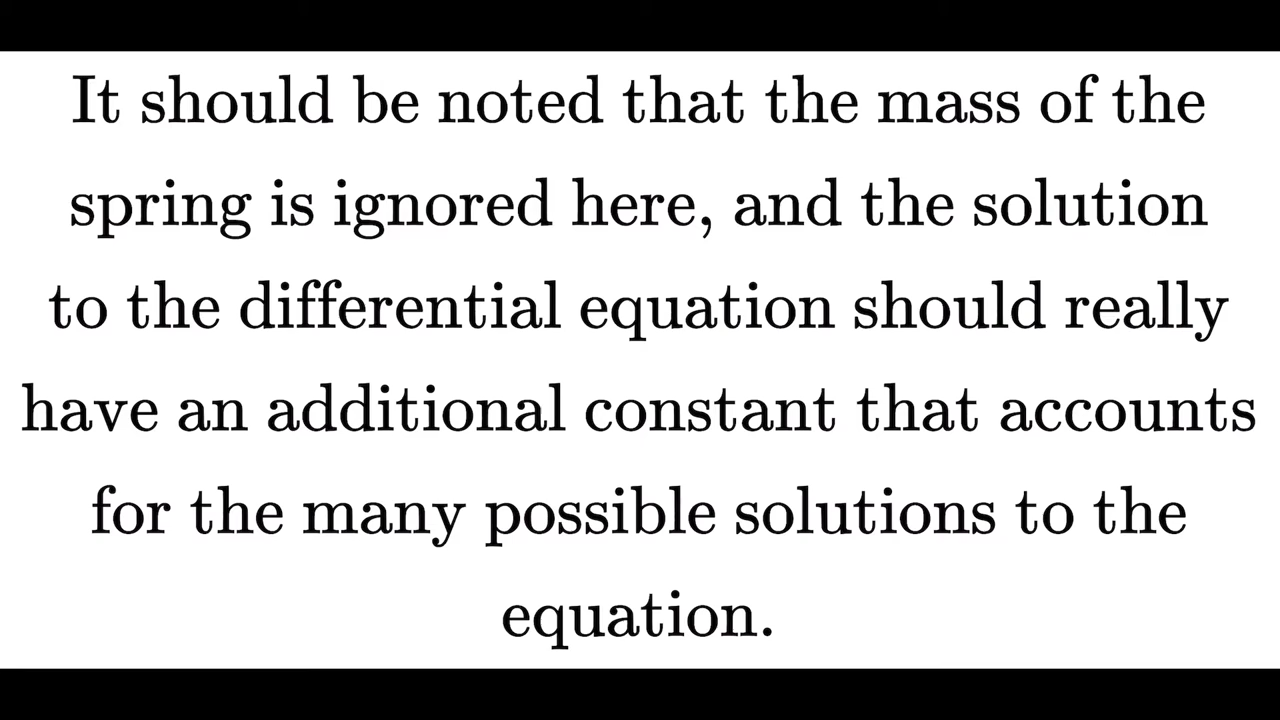 It should be noted that the mass of the
spring is ignored here, and the solution
to the differential equation should really
have an additional constant that accounts
for the many possible solutions to the
equation.